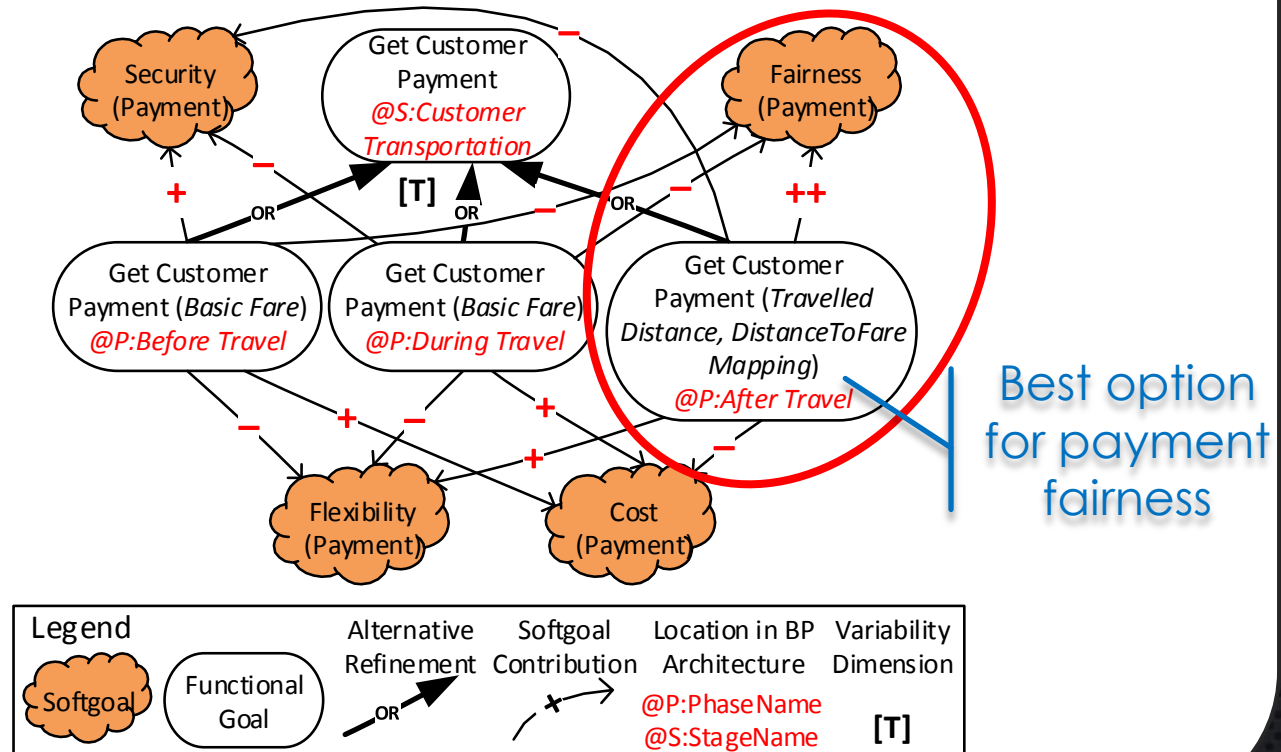 Security
(Payment)
Get Customer
Payment
@S:Customer
Transportation
Fairness
(Payment)
–
–
+
[T]
–
–
++
OR
OR
OR
Get Customer
Payment (Basic Fare)
@P:Before Travel
Get Customer
Payment (Basic Fare)
@P:During Travel
Get Customer
Payment (Travelled
Distance, DistanceToFare
Mapping)
@P:After Travel
Best option
for payment
fairness
–
+
–
+
+
–
Flexibility
(Payment)
Cost
(Payment)
Legend
Softgoal
Functional
Goal
Alternative
Refinement
OR
Softgoal
Contribution
+
Location in BP
Architecture
@P:PhaseName
@S:StageName
Variability
Dimension
[T]